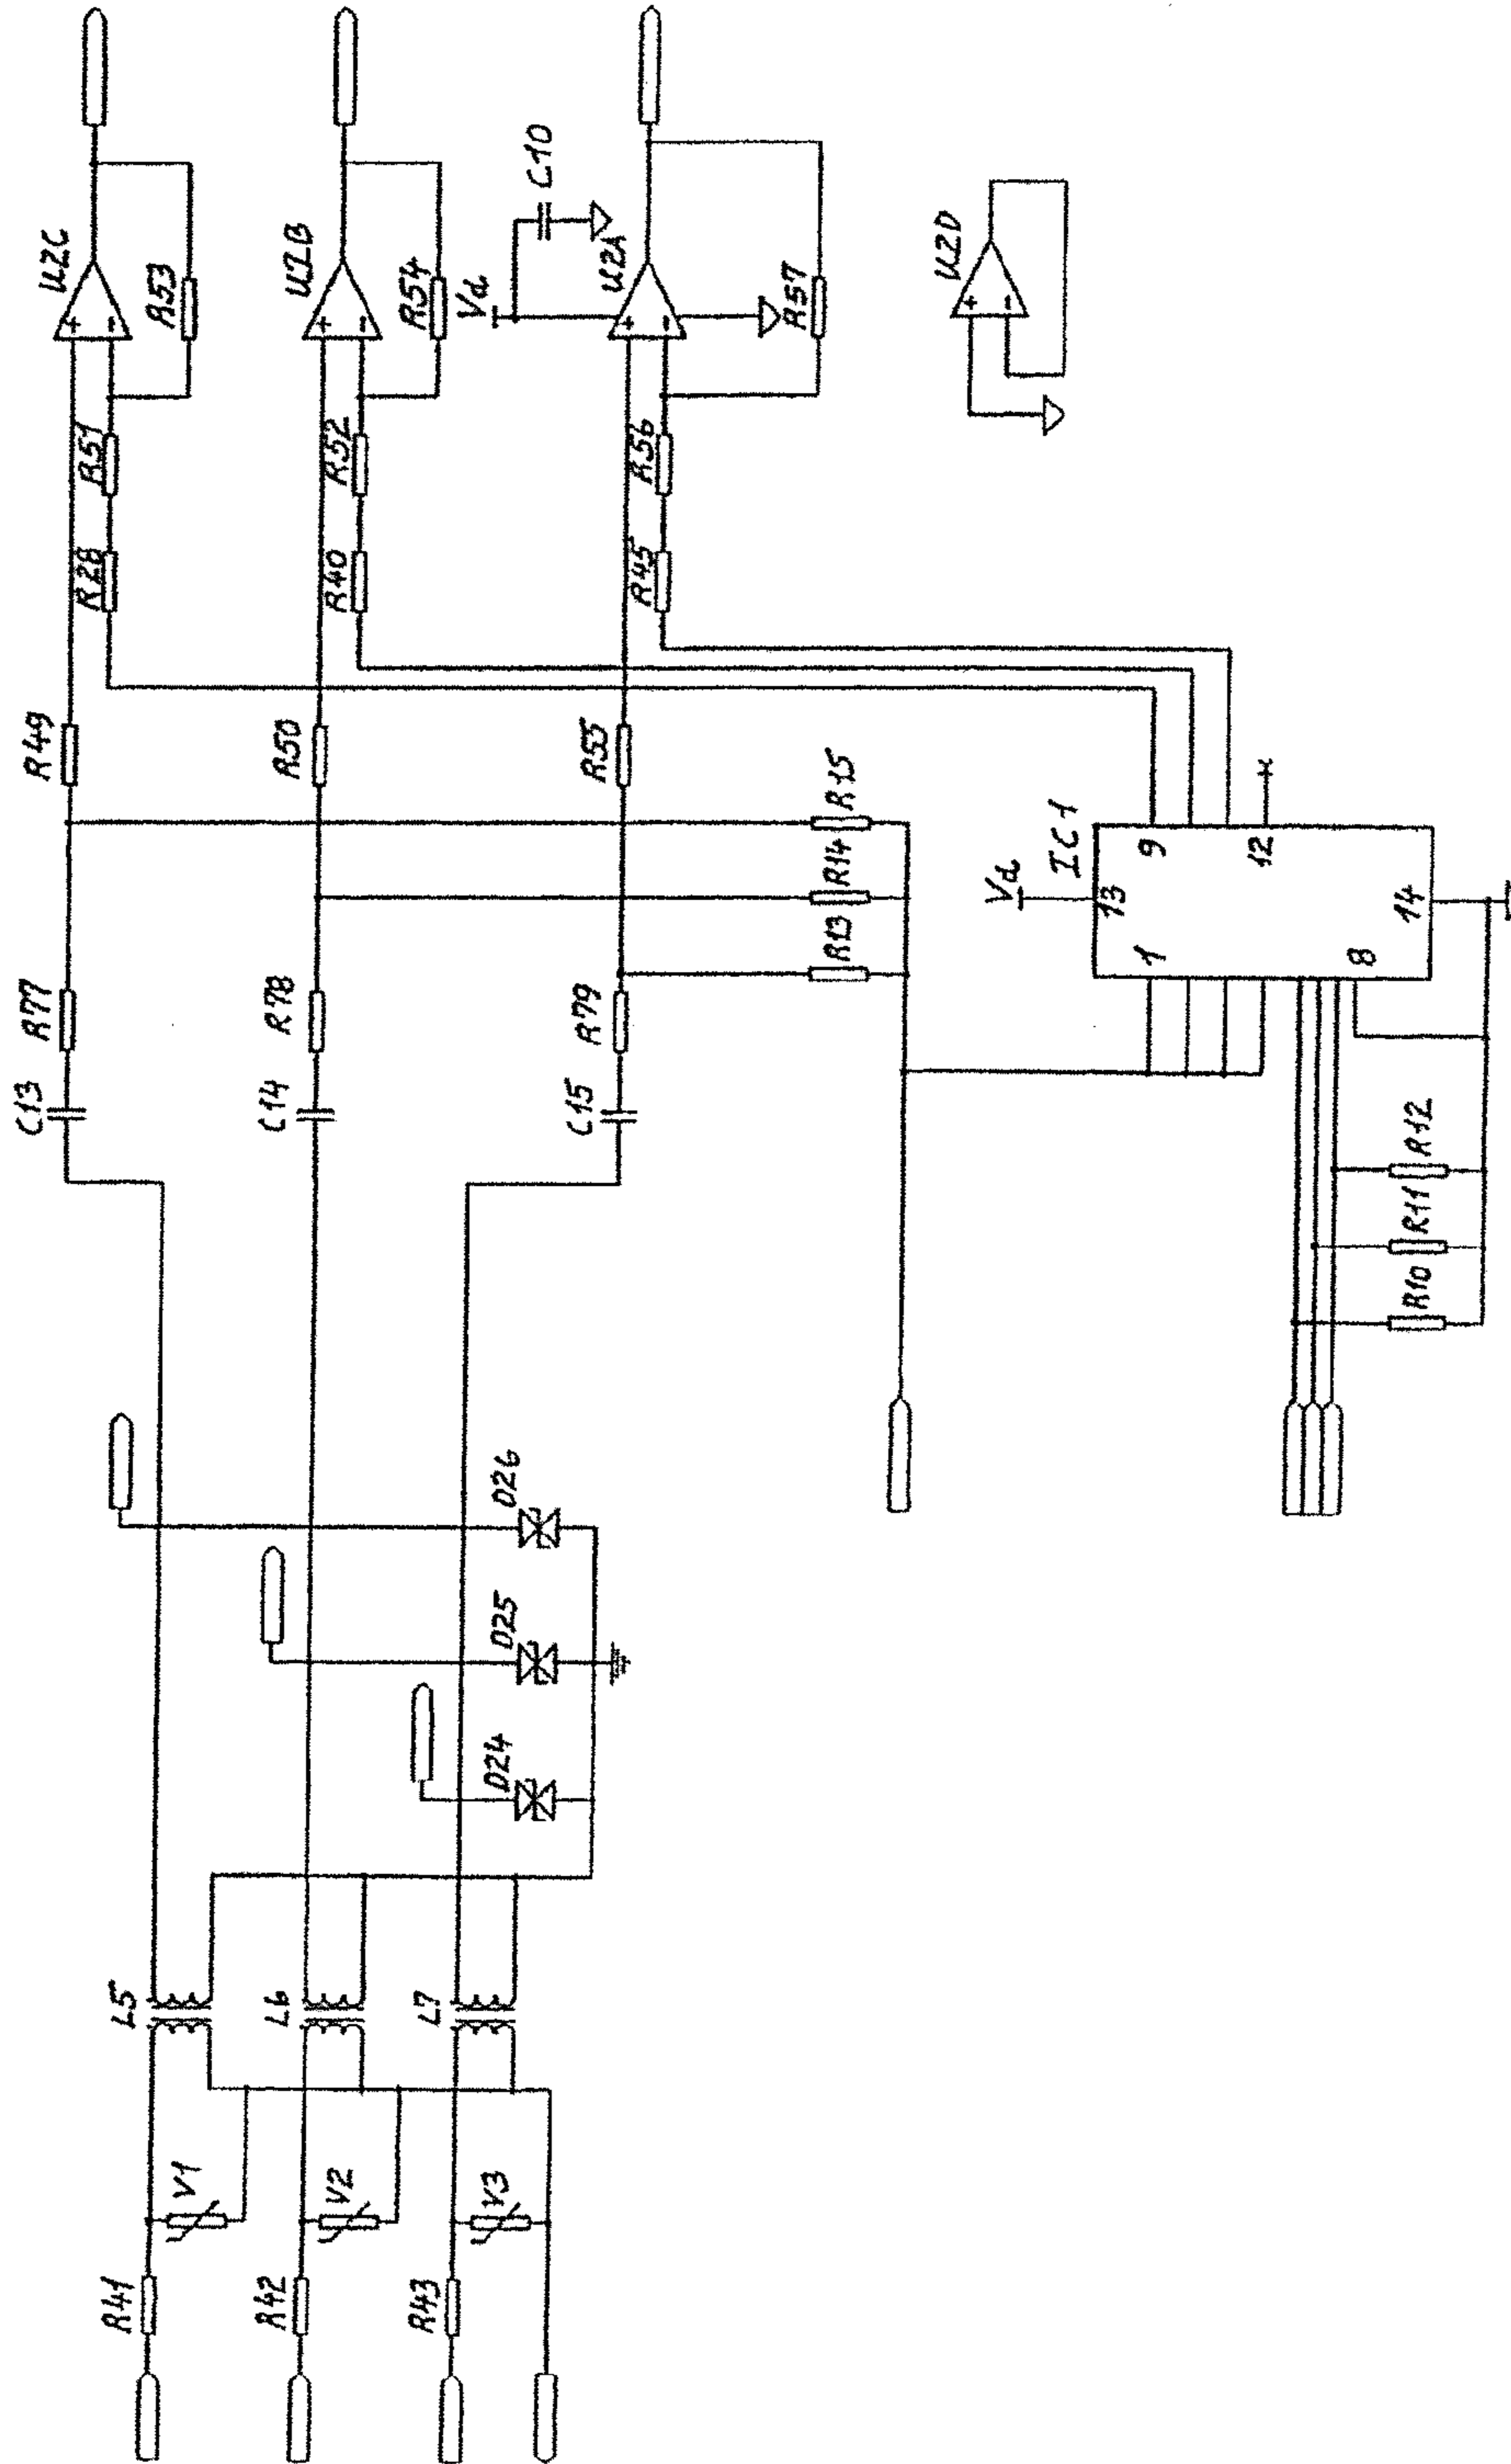 R41
V1
L5
C13
R77
R49
R28
R51
U2C
R53
R42
V2
L6
C14
R78
R50
R40
R52
U2B
R54
R43
V3
L7
D24
D25
D26
C15
R79
R55
R45
R56
Vd
C10
U2A
R57
R13
R14
R15
U2D
Vd
IC1
13
1
9
12
8
14
R10
R11
R12